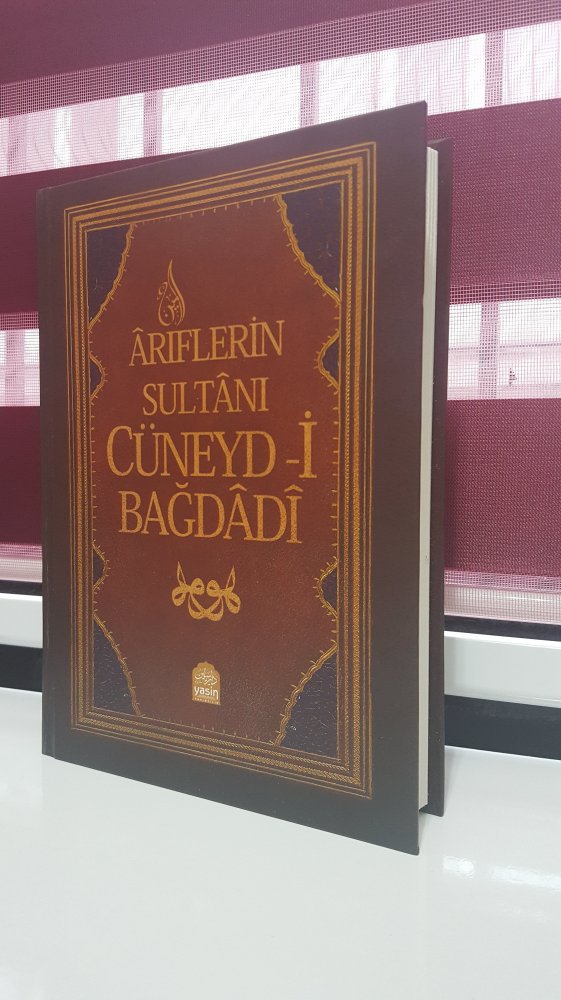 ÂRİFLERİN
SULTÂNI
CÜNEYD-İ
BAĞDÂDÎ
yasin